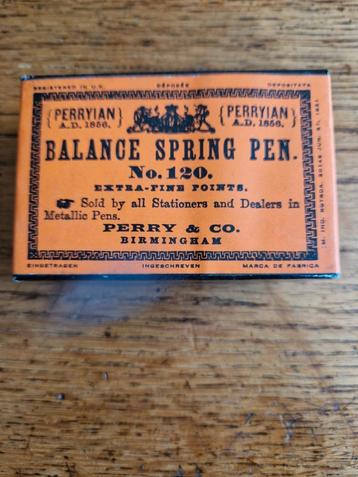 REGISTERED IN U.K. DÉPOSÉE DEPOSITATA
{PERRYIAN} {PERRYIAN}
A.D. 1856. A.D. 1856.
BALANCE SPRING PEN.
No. 120.
EXTRA-FINE POINTS.
Sold by all Stationers and Dealers in
Metallic Pens.
PERRY & CO.
BIRMINGHAM
EINGETRAGEN INGESCHREVEN MARCA DE FABRICA